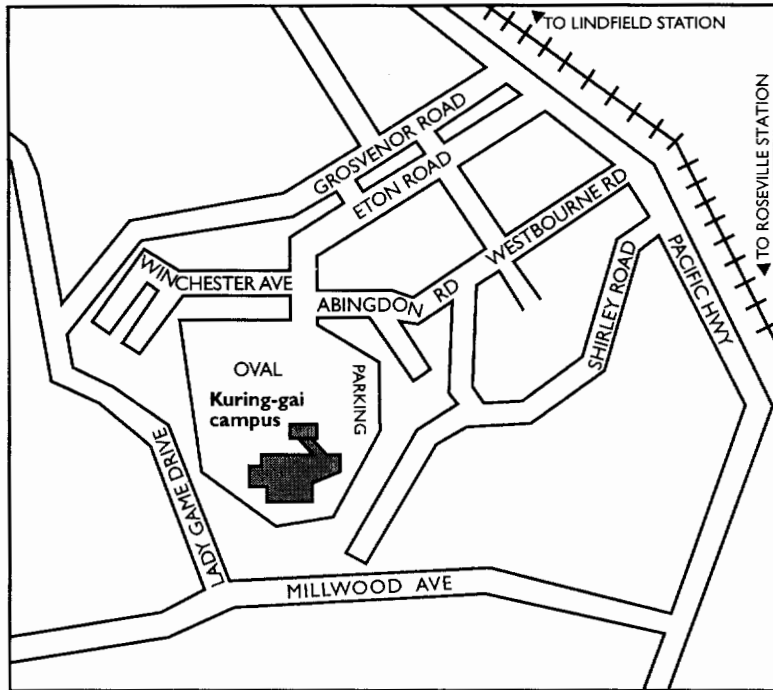 TO LINDFIELD STATION
TO ROSEVILLE STATION
GROSVENOR ROAD
ETON ROAD
WESTBOURNE RD
WINCHESTER AVE
ABINGDON RD
SHIRLEY ROAD
PACIFIC HWY
OVAL
PARKING
Kuring-gai
campus
LADY GAME DRIVE
MILLWOOD AVE